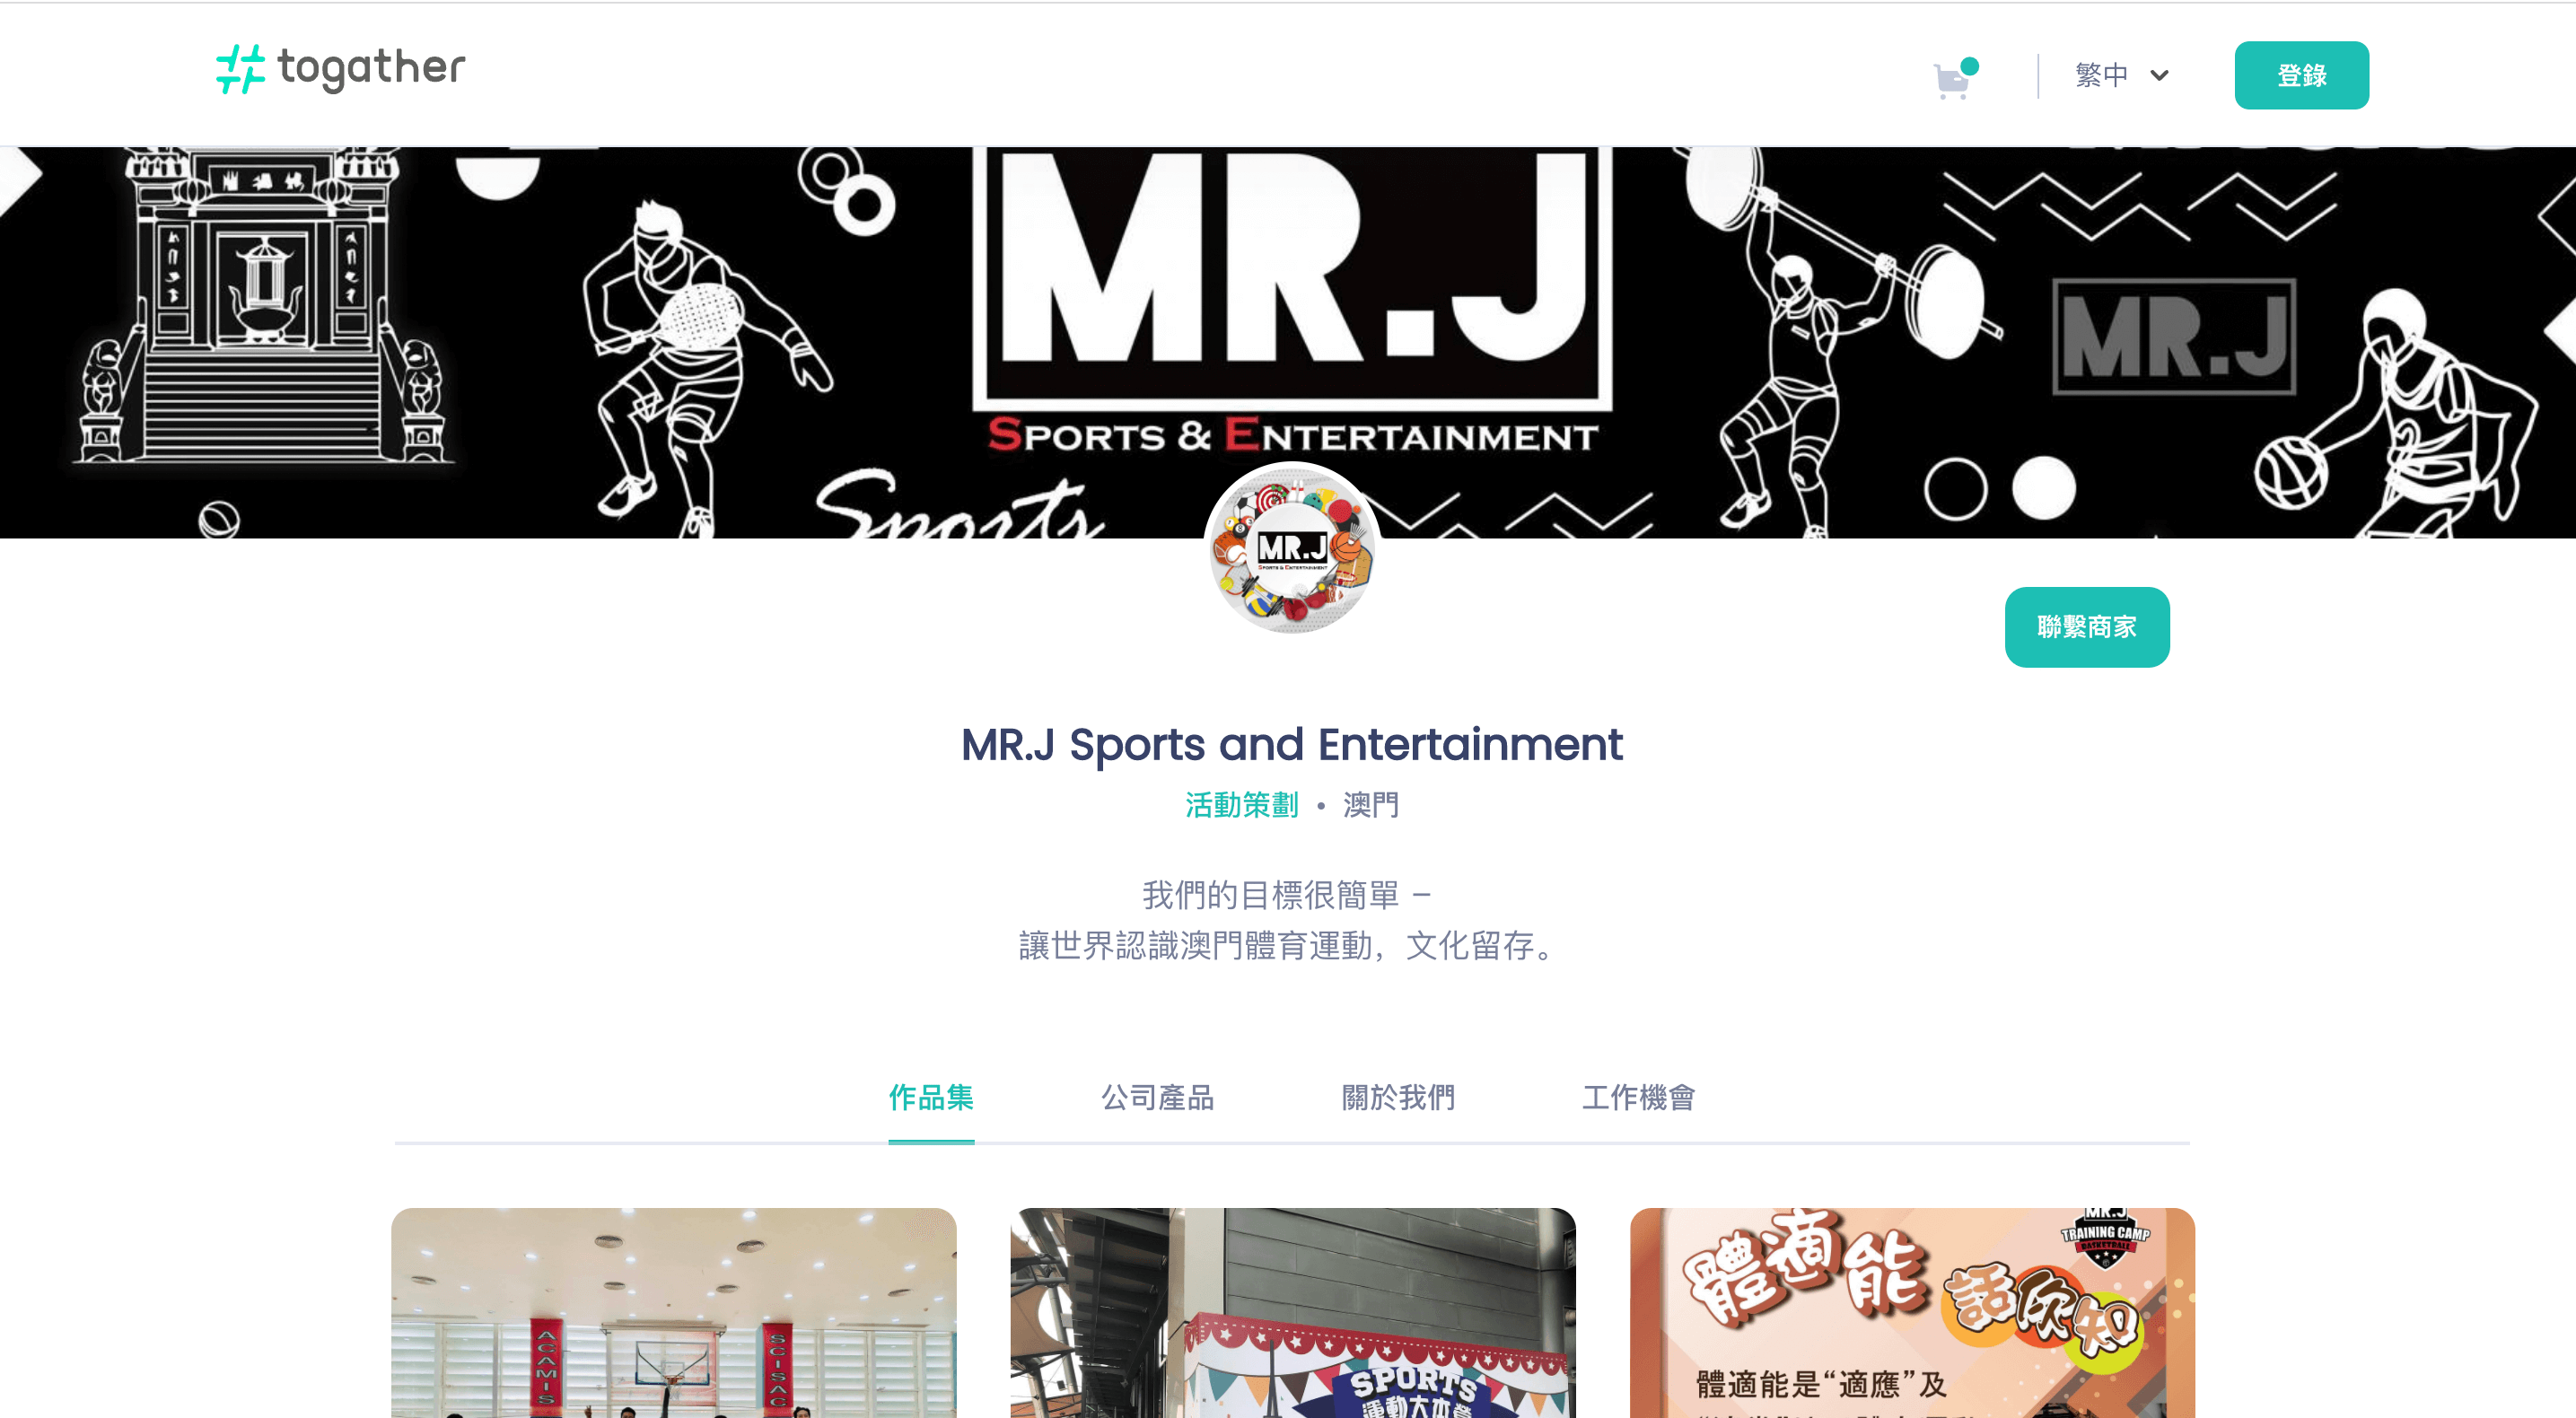 togather
繁中
登錄
MR.J
SPORTS & ENTERTAINMENT
MR.J
Sports
MR.J
SPORTS & ENTERTAINMENT
聯繫商家
MR.J Sports and Entertainment
活動策劃 • 澳門
我們的目標很簡單 –
讓世界認識澳門體育運動，文化留存。
作品集
公司產品
關於我們
工作機會
ACAMIS
SCISAC
SPORTS
運動大本營
MR.J
TRAINING CAMP
BASKETBALL
體適能
話你知
體適能是“適應”及